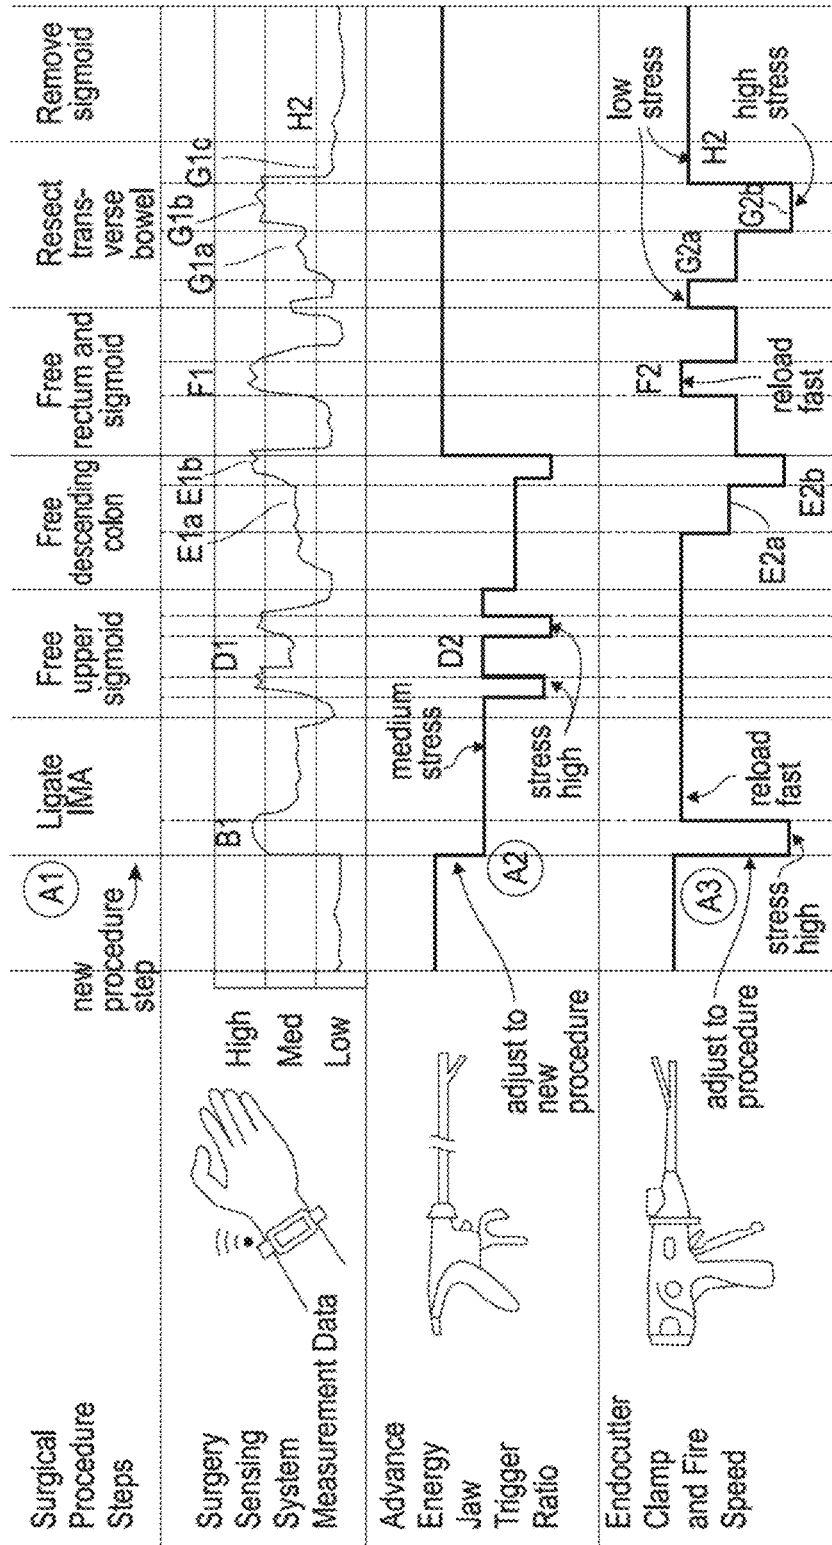 Surgical
Procedure
Steps
new
procedure
step
A1
Ligate
IMA
Free
upper
sigmoid
Free
descending
colon
Free
rectum and
sigmoid
Resect
trans-
verse
bowel
Remove
sigmoid
Surgery
Sensing
System
Measurement Data
High
Med
Low
B1
D1
E1a
E1b
F1
G1a
G1b
G1c
H2
Advance
Energy
Jaw
Trigger
Ratio
adjust to
new
procedure
A2
medium
stress
D2
stress
high
Endocutter
Clamp
and Fire
Speed
adjust to
procedure
A3
stress
high
reload
fast
E2a
E2b
F2
reload
fast
G2a
G2b
low
stress
H2
high
stress